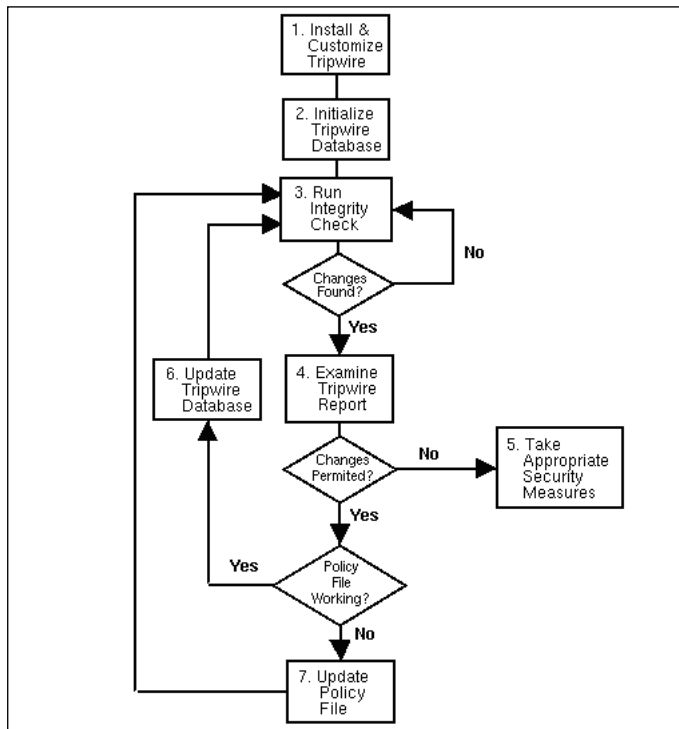 1. Install &
Customize
Tripwire
2. Initialize
Tripwire
Database
3. Run
Integrity
Check
No
Changes
Found?
Yes
6. Update
Tripwire
Database
4. Examine
Tripwire
Report
Changes
Permited?
No
5. Take
Appropriate
Security
Measures
Yes
Yes
Policy
File
Working?
No
7. Update
Policy
File